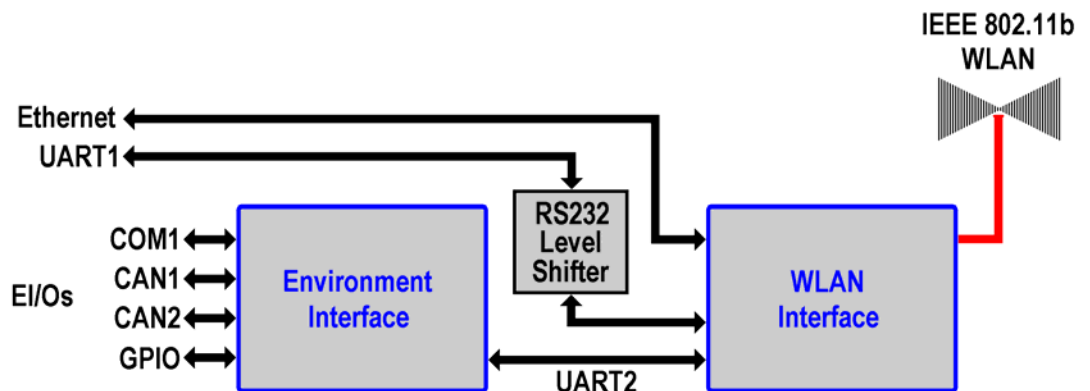 IEEE 802.11b
WLAN
Ethernet
UART1
RS232
Level
Shifter
COM1
CAN1
EI/Os
CAN2
GPIO
Environment
Interface
WLAN
Interface
UART2